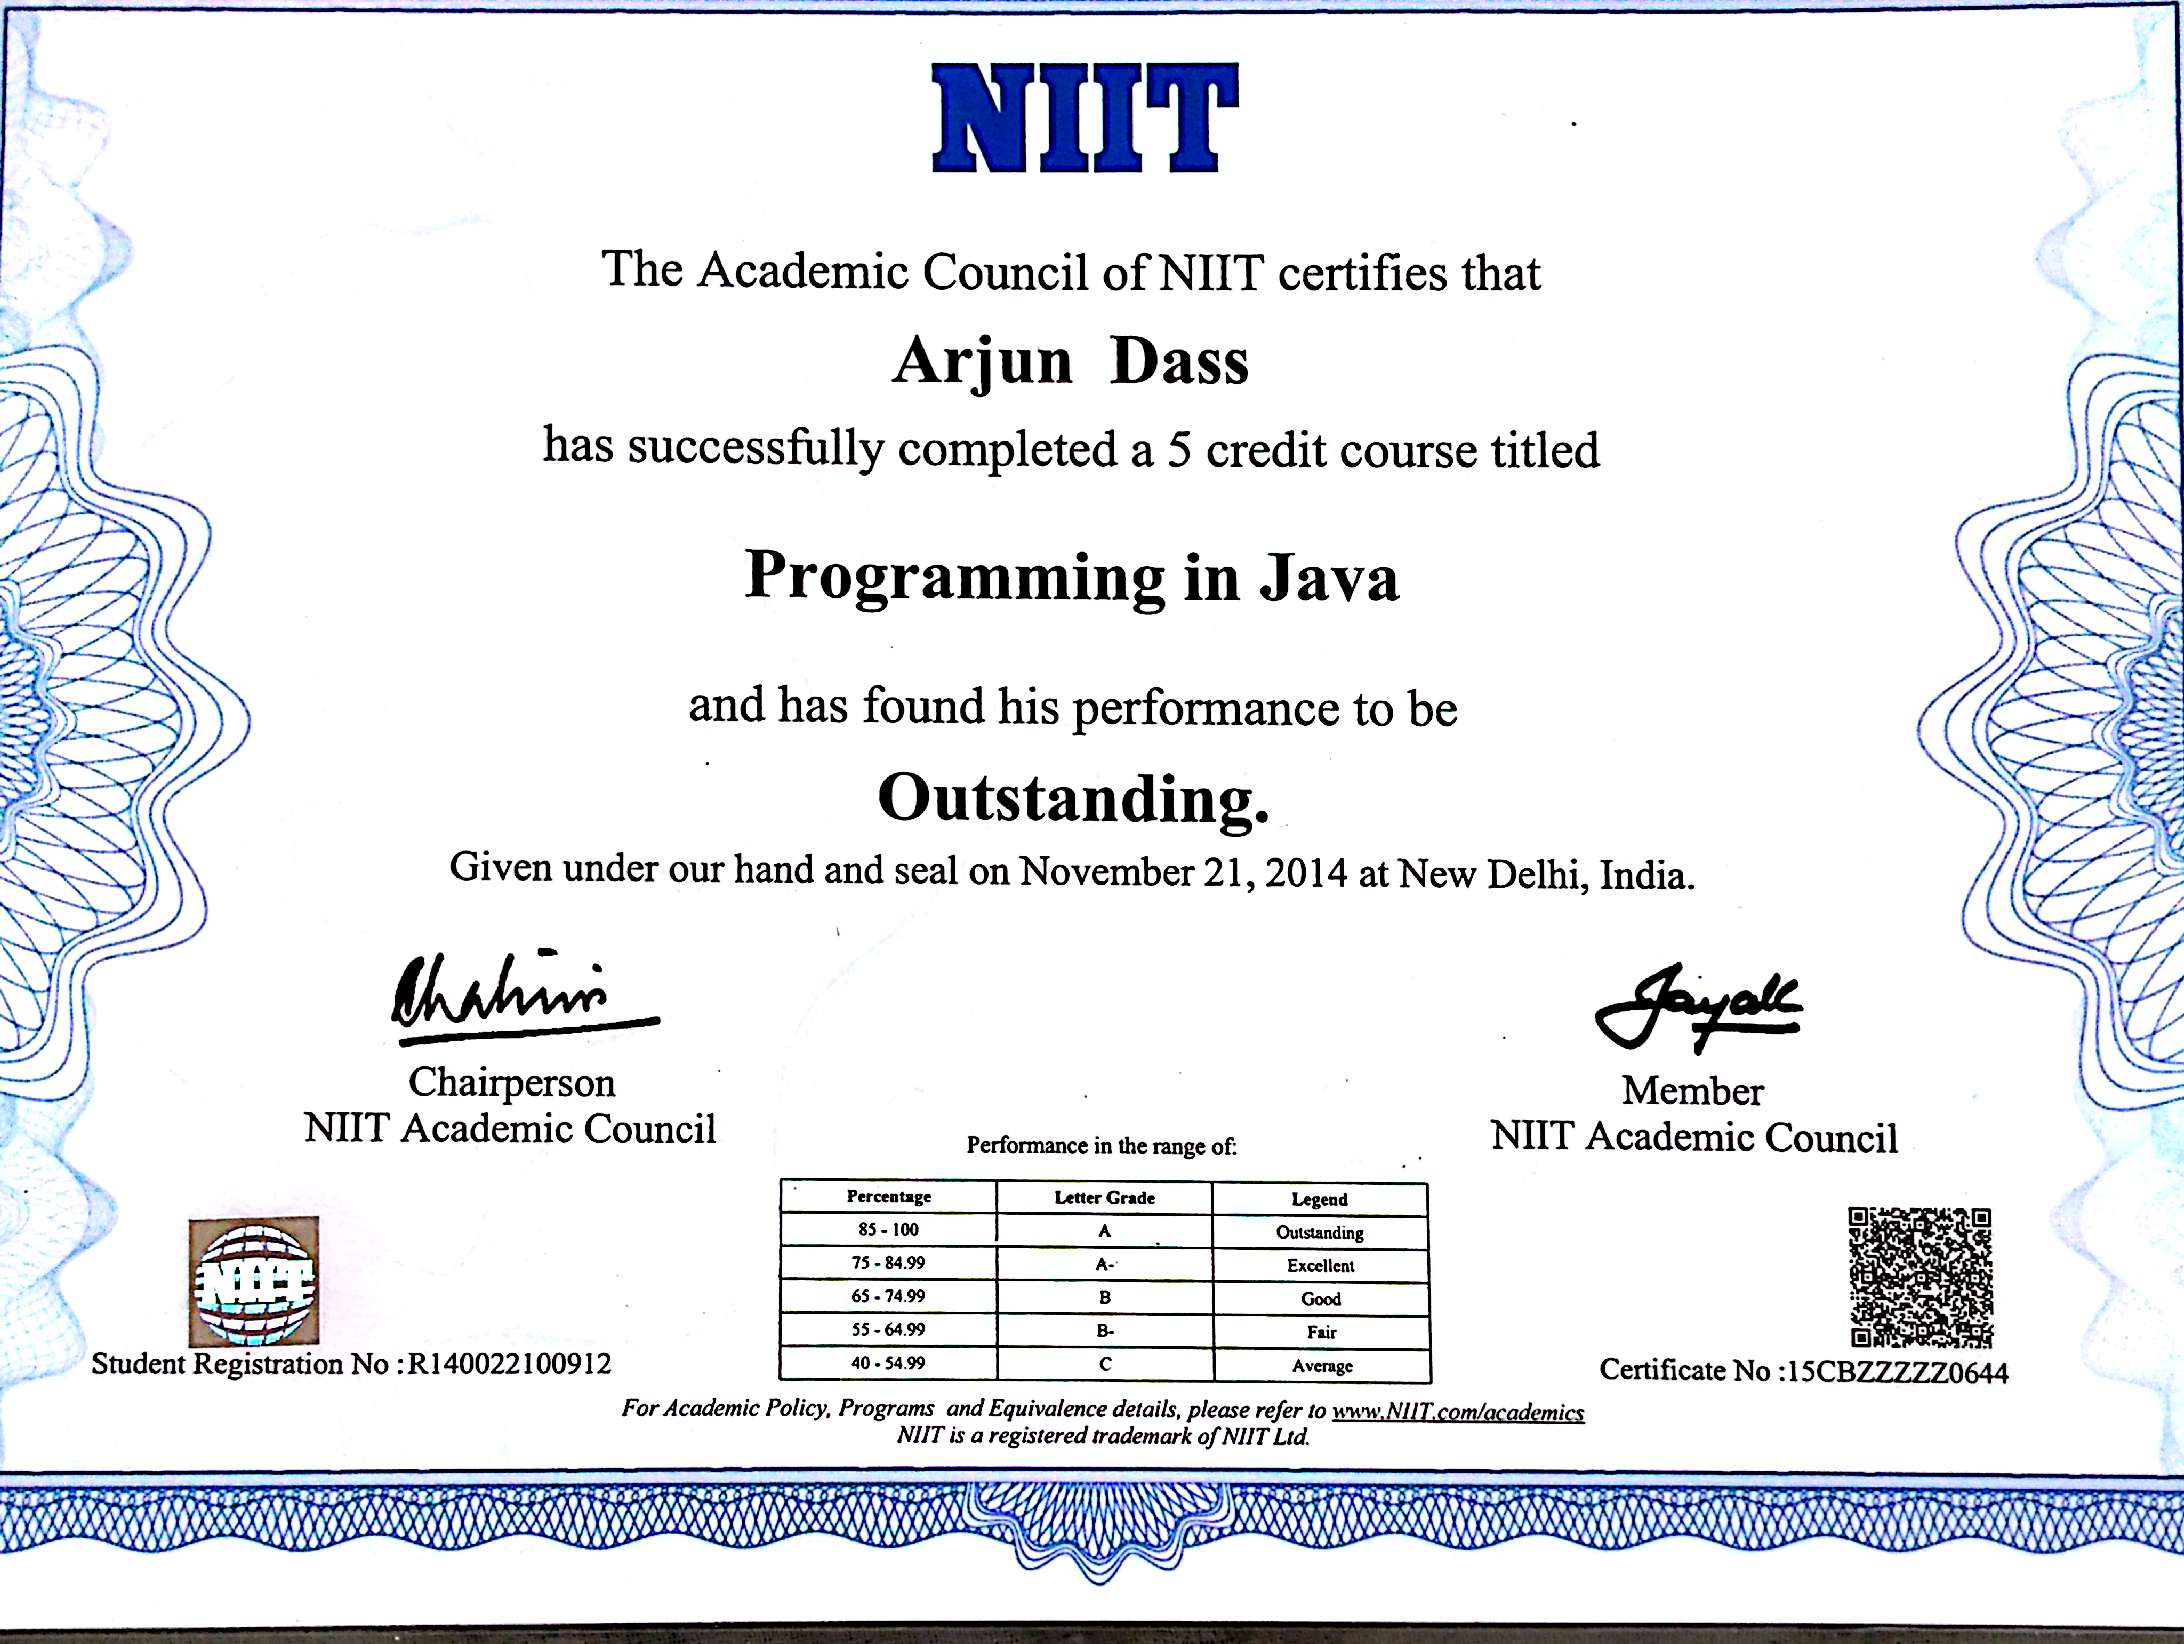 NIIT
The Academic Council of NIIT certifies that
Arjun Dass
has successfully completed a 5 credit course titled
Programming in Java
and has found his performance to be
Outstanding.
Given under our hand and seal on November 21, 2014 at New Delhi, India.
Chairperson
NIIT Academic Council
Member
NIIT Academic Council
Performance in the range of:
Percentage Letter Grade Legend
85 - 100 A Outstanding
75 - 84.99 A- Excellent
65 - 74.99 B Good
55 - 64.99 B- Fair
40 - 54.99 C Average
NIIT
Student Registration No :R140022100912
Certificate No :15CBZZZZZ0644
For Academic Policy, Programs and Equivalence details, please refer to www.NIIT.com/academics
NIIT is a registered trademark of NIIT Ltd.